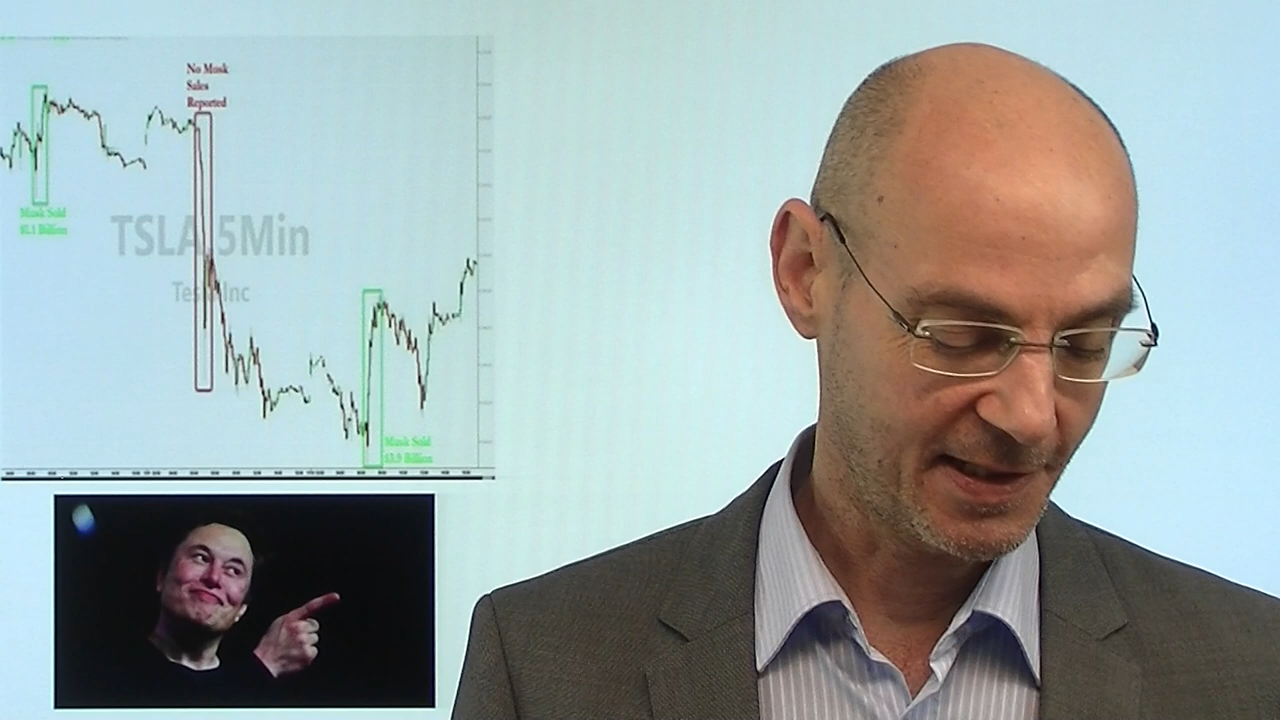 No Musk
Sales
Reported
Musk Sold
$1.1 Billion
TSLA,5Min
Tesla Inc
Musk Sold
$3.9 Billion